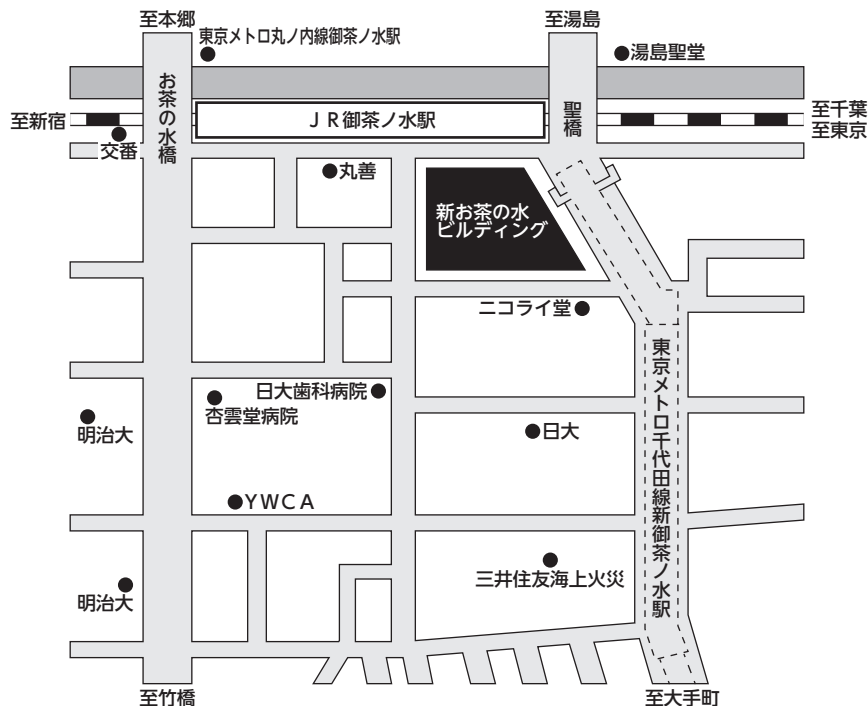 至本郷
至湯島
東京メトロ丸ノ内線御茶ノ水駅
湯島聖堂
お茶の水橋
聖橋
至新宿
ＪＲ御茶ノ水駅
至千葉
至東京
交番
丸善
新お茶の水
ビルディング
ニコライ堂
東京メトロ千代田線新御茶ノ水駅
日大歯科病院
杏雲堂病院
明治大
日大
ＹＷＣＡ
三井住友海上火災
明治大
至竹橋
至大手町